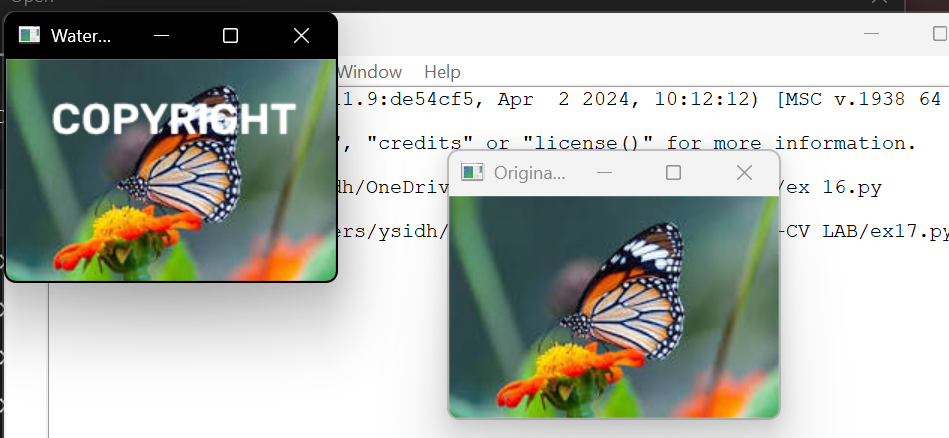 Open
Water...
Window Help
COPYRIGHT
11.9:de54cf5, Apr 2 2024, 10:12:12) [MSC v.1938 64
", "credits" or "license()" for more information.
Origina...
dh/OneDriv
/ex 16.py
ers/ysidh/
-CV LAB/ex17.py